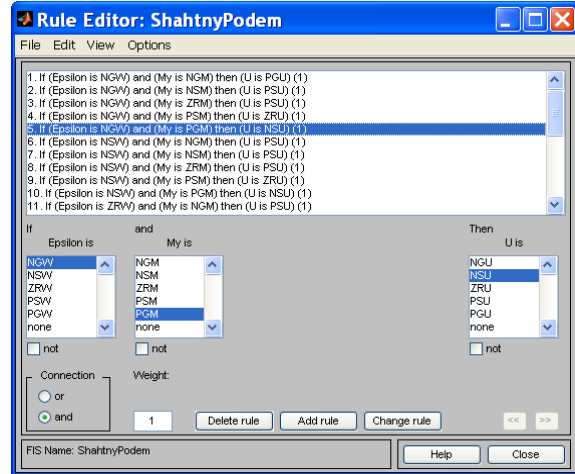 Rule Editor: ShahtnyPodem
File Edit View Options
1. If (Epsilon is NGW) and (My is NGM) then (U is PGU) (1)
2. If (Epsilon is NGW) and (My is NSM) then (U is PSU) (1)
3. If (Epsilon is NGW) and (My is ZRM) then (U is PSU) (1)
4. If (Epsilon is NGW) and (My is PSM) then (U is ZRU) (1)
5. If (Epsilon is NGW) and (My is PGM) then (U is NSU) (1)
6. If (Epsilon is NSW) and (My is NGM) then (U is PSU) (1)
7. If (Epsilon is NSW) and (My is NSM) then (U is PSU) (1)
8. If (Epsilon is NSW) and (My is ZRM) then (U is PSU) (1)
9. If (Epsilon is NSW) and (My is PSM) then (U is ZRU) (1)
10. If (Epsilon is NSW) and (My is PGM) then (U is NSU) (1)
11. If (Epsilon is ZRW) and (My is NGM) then (U is PSU) (1)
If and Then
Epsilon is My is U is
NGW NGM NGU
NSW NSM NSU
ZRW ZRM ZRU
PSW PSM PSU
PGW PGM PGU
none none none
not not not
Connection Weight:
or
and 1 Delete rule Add rule Change rule << >>
FIS Name: ShahtnyPodem Help Close